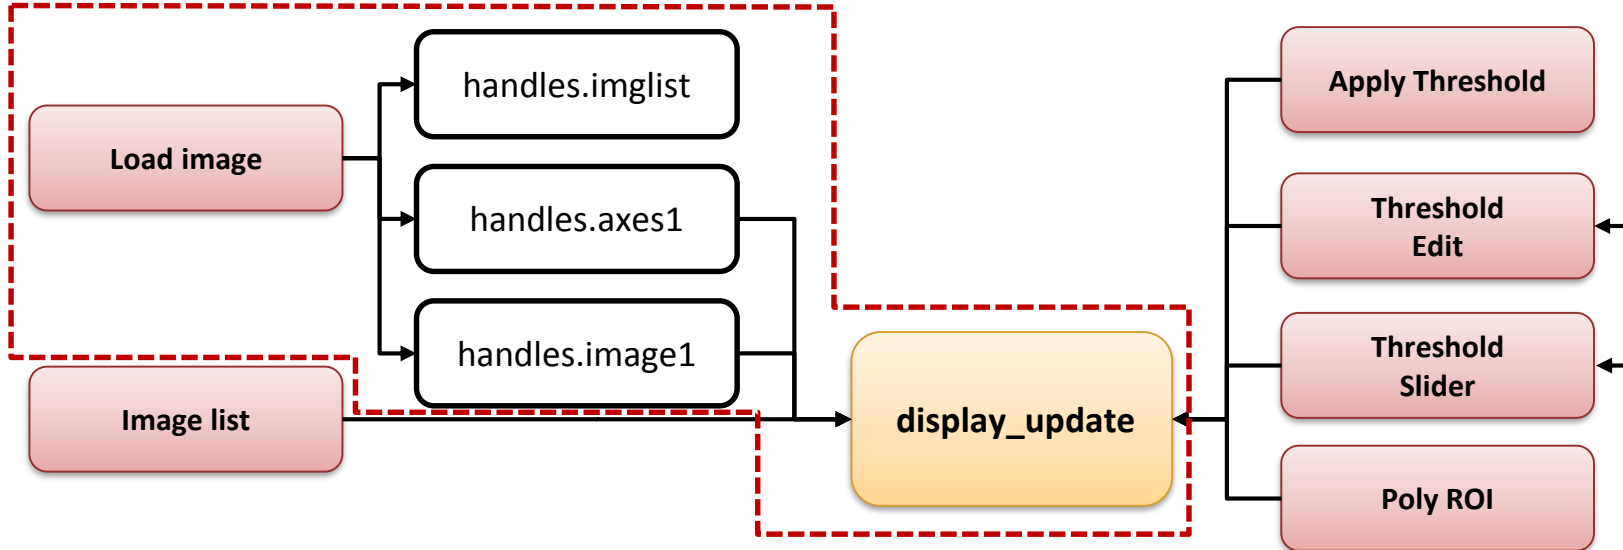 handles.imglist
Load image
handles.axes1
handles.image1
Image list
display_update
Apply Threshold
Threshold
Edit
Threshold
Slider
Poly ROI